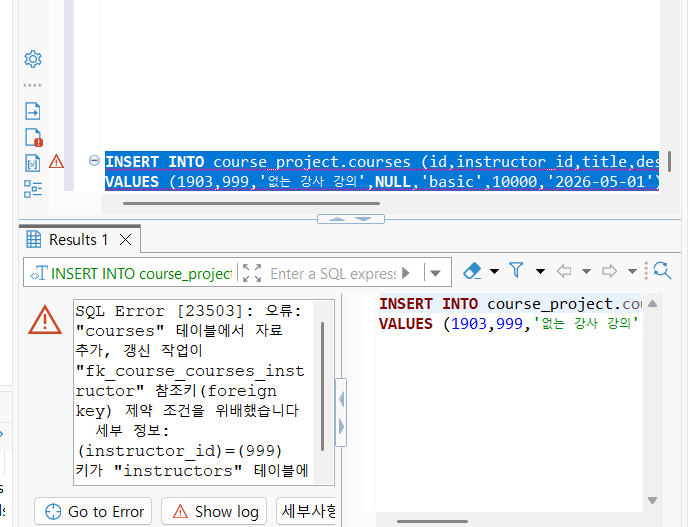 INSERT INTO course_project.courses (id,instructor_id,title,des
VALUES (1903,999,'없는 강사 강의',NULL,'basic',10000,'2026-05-01')
Results 1
INSERT INTO course_project
Enter a SQL express
SQL Error [23503]: 오류:
"courses" 테이블에서 자료
추가, 갱신 작업이
"fk_course_courses_inst
ructor" 참조키(foreign
key) 제약 조건을 위배했습니다
세부 정보:
(instructor_id)=(999)
키가 "instructors" 테이블에
INSERT INTO course_project.cou
VALUES (1903,999,'없는 강사 강의'
Go to Error
Show log
세부사항